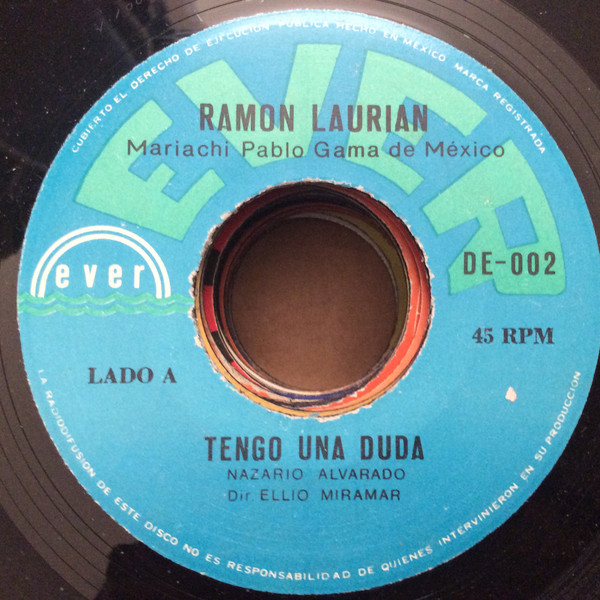 CUBIERTO EL DERECHO DE EJECUCION PUBLICA HECHO EN MEXICO MARCA REGISTRADA
EVER
RAMON LAURIAN
Mariachi Pablo Gama de México
ever
DE-002
45 RPM
LADO A
TENGO UNA DUDA
NAZARIO ALVARADO
Dir ELLIO MIRAMAR
LA RADIODIFUSION DE ESTE DISCO NO ES RESPONSABILIDAD DE QUIENES INTERVINIERON EN SU PRODUCCION